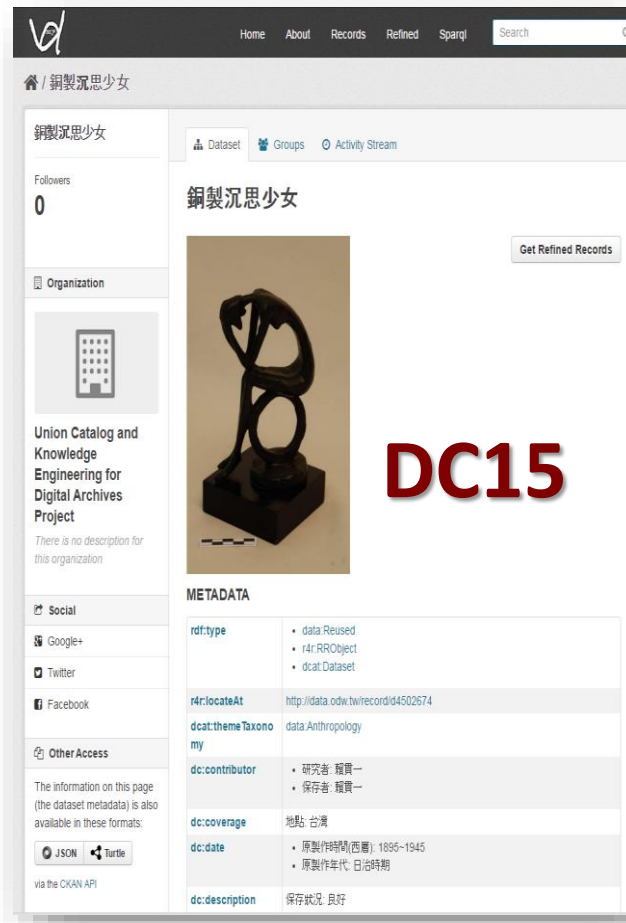 Home About Records Refined Sparql Search
/ 銅製沉思少女
銅製沉思少女
Followers
0
Organization
Union Catalog and
Knowledge
Engineering for
Digital Archives
Project
There is no description for
this organization
Social
Google+
Twitter
Facebook
Other Access
The information on this page
(the dataset metadata) is also
available in these formats:
JSON Turtle
via the CKAN API
Dataset Groups Activity Stream
銅製沉思少女
Get Refined Records
DC15
METADATA
rdf:type
data:Reused
r4r:RRObject
dcat:Dataset
r4r:locateAt http://data.odw.tw/record/d4502674
dcat:themeTaxono data:Anthropology
my
dc:contributor
研究者: 賴貫一
保存者: 賴貫一
dc:coverage 地點: 台灣
dc:date
原製作時間(西曆): 1895~1945
原製作年代: 日治時期
dc:description 保存狀況: 良好